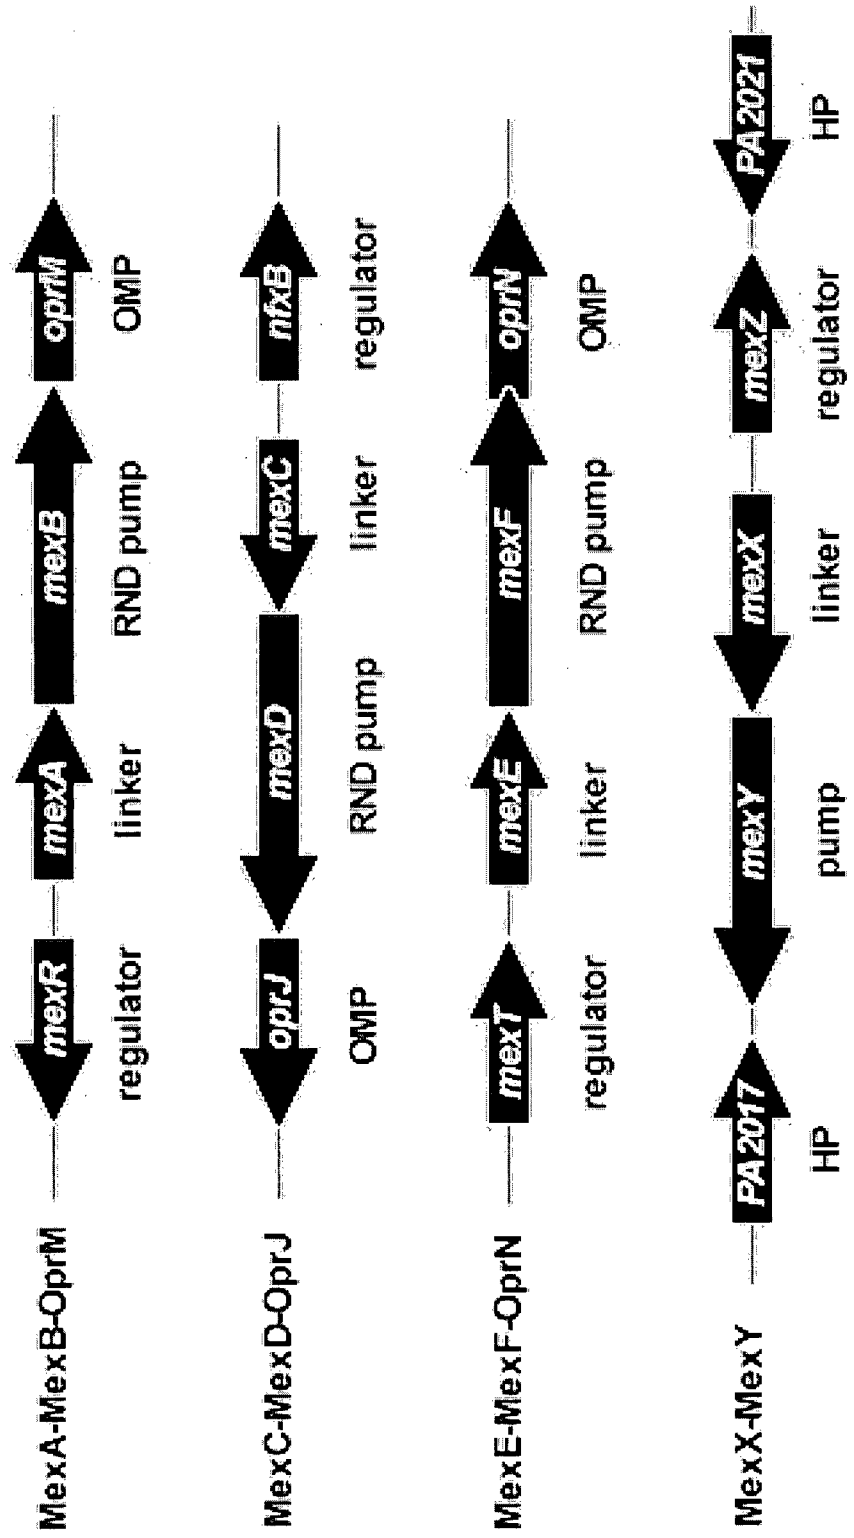 MexA-MexB-OprM
mexR mexA mexB oprM
regulator linker RND pump OMP
MexC-MexD-OprJ
oprJ mexD mexC nfxB
OMP RND pump linker regulator
MexE-MexF-OprN
mexT mexE mexF oprN
regulator linker RND pump OMP
MexX-MexY
PA2017 mexY mexX mexZ PA2021
HP pump linker regulator HP